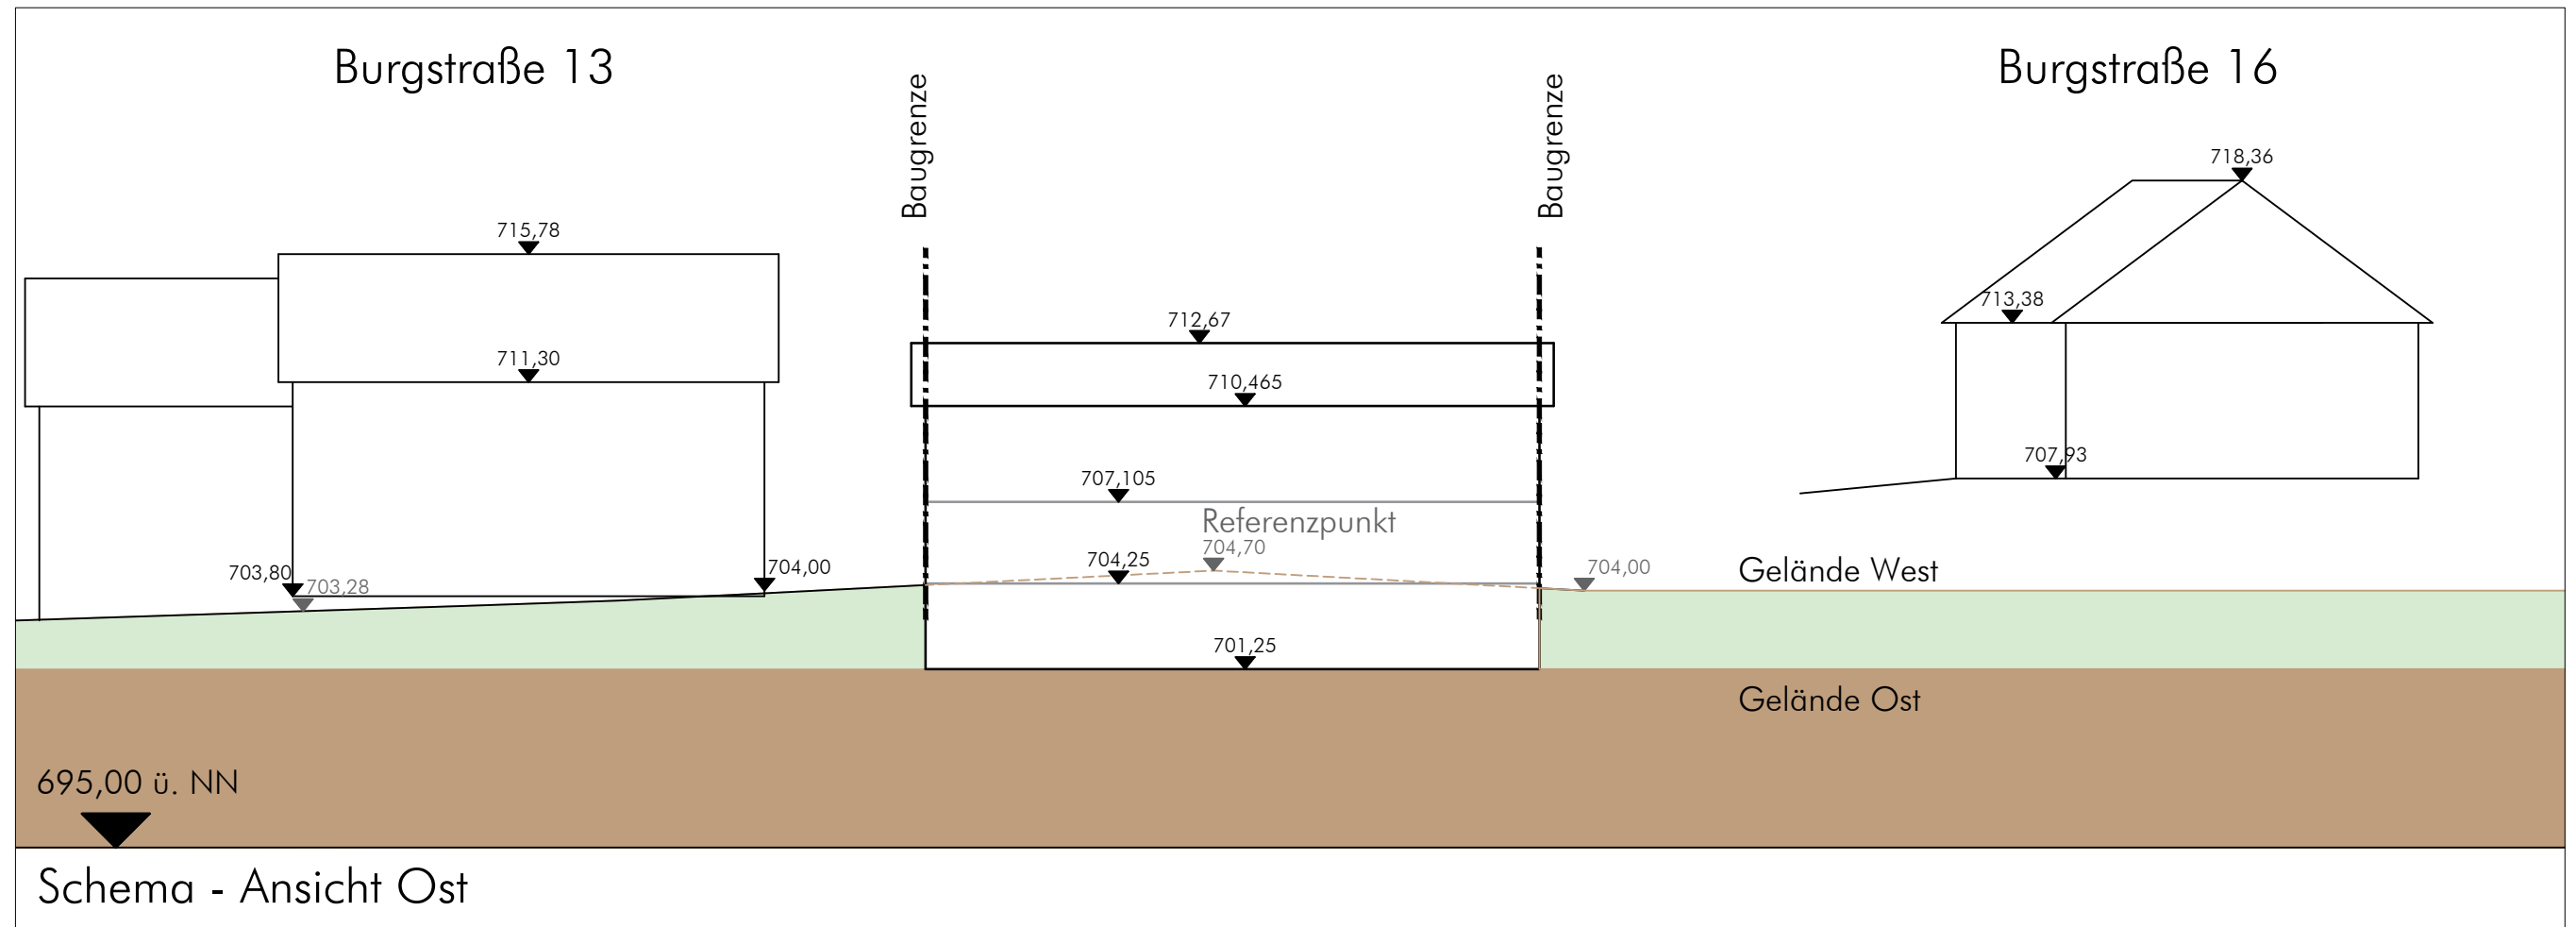 Burgstraße 13
Burgstraße 16
Baugrenze
Baugrenze
718,36
715,78
713,38
712,67
711,30
710,465
707,93
707,105
Referenzpunkt
704,70
704,25
704,00
704,00
703,80
703,28
Gelände West
701,25
Gelände Ost
695,00 ü. NN
Schema - Ansicht Ost